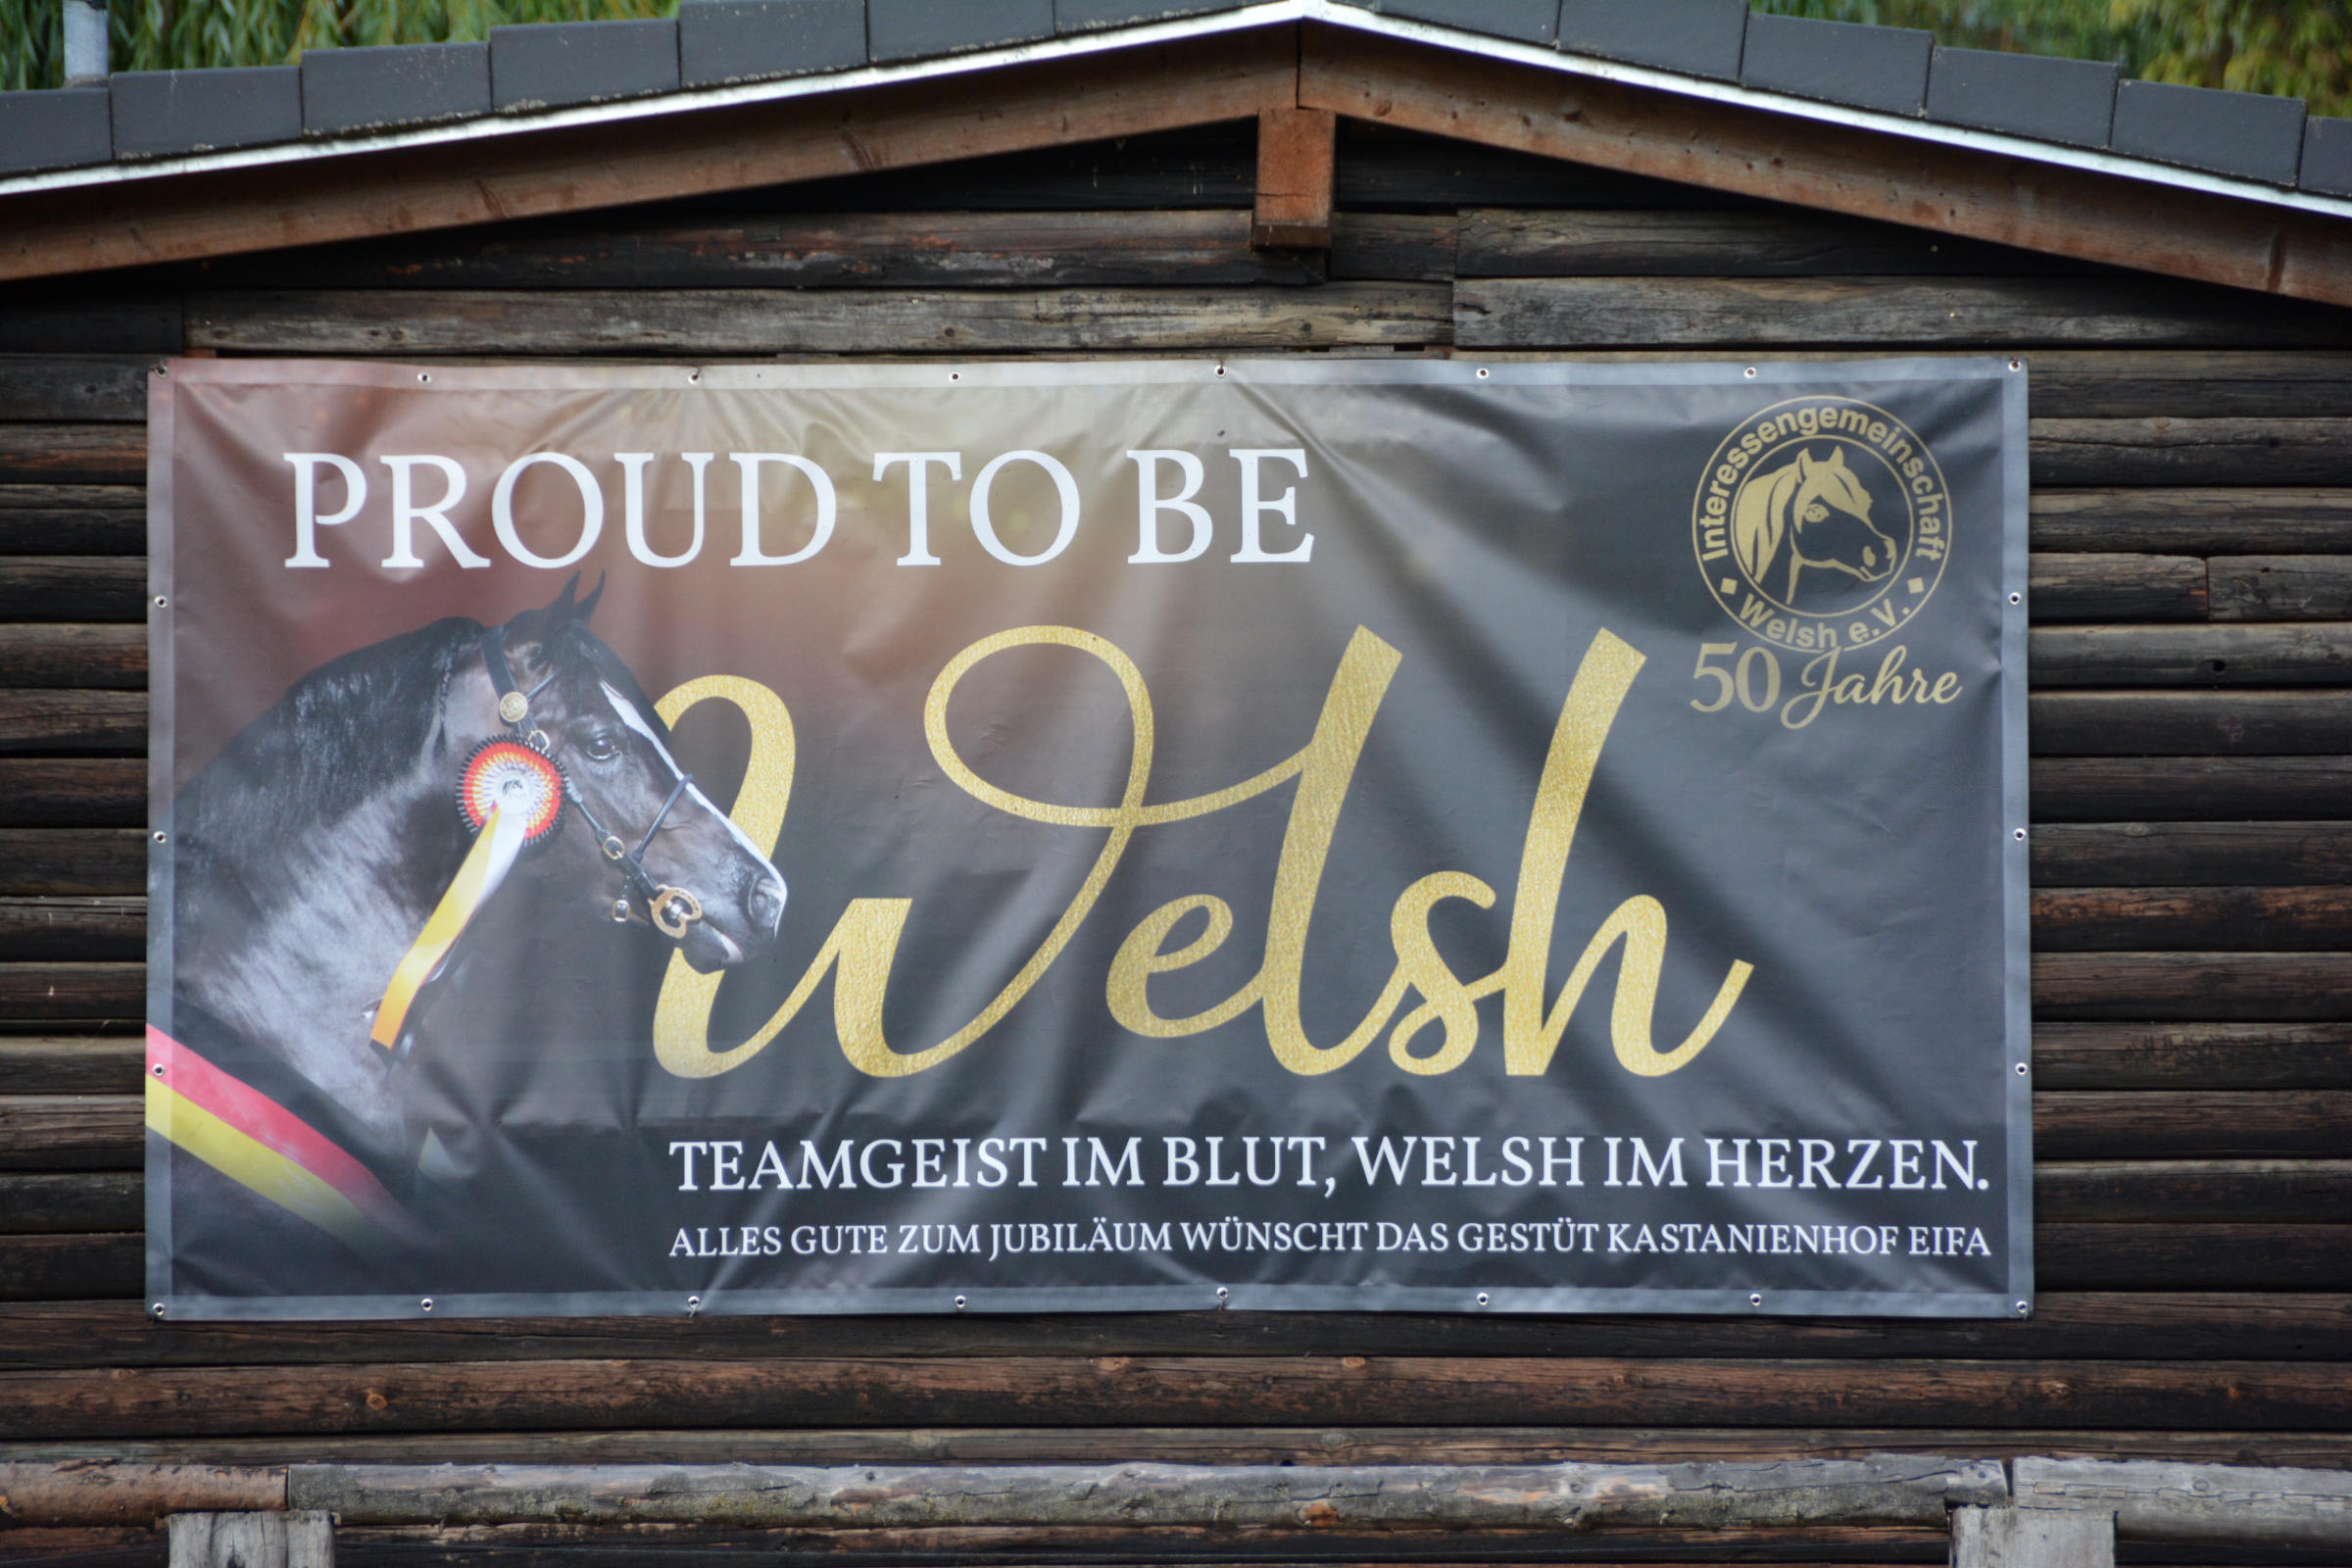 PROUD TO BE
Welsh
Interessengemeinschaft
Welsh e.V.
50 Jahre
TEAMGEIST IM BLUT, WELSH IM HERZEN.
ALLES GUTE ZUM JUBILÄUM WÜNSCHT DAS GESTÜT KASTANIENHOF EIFA